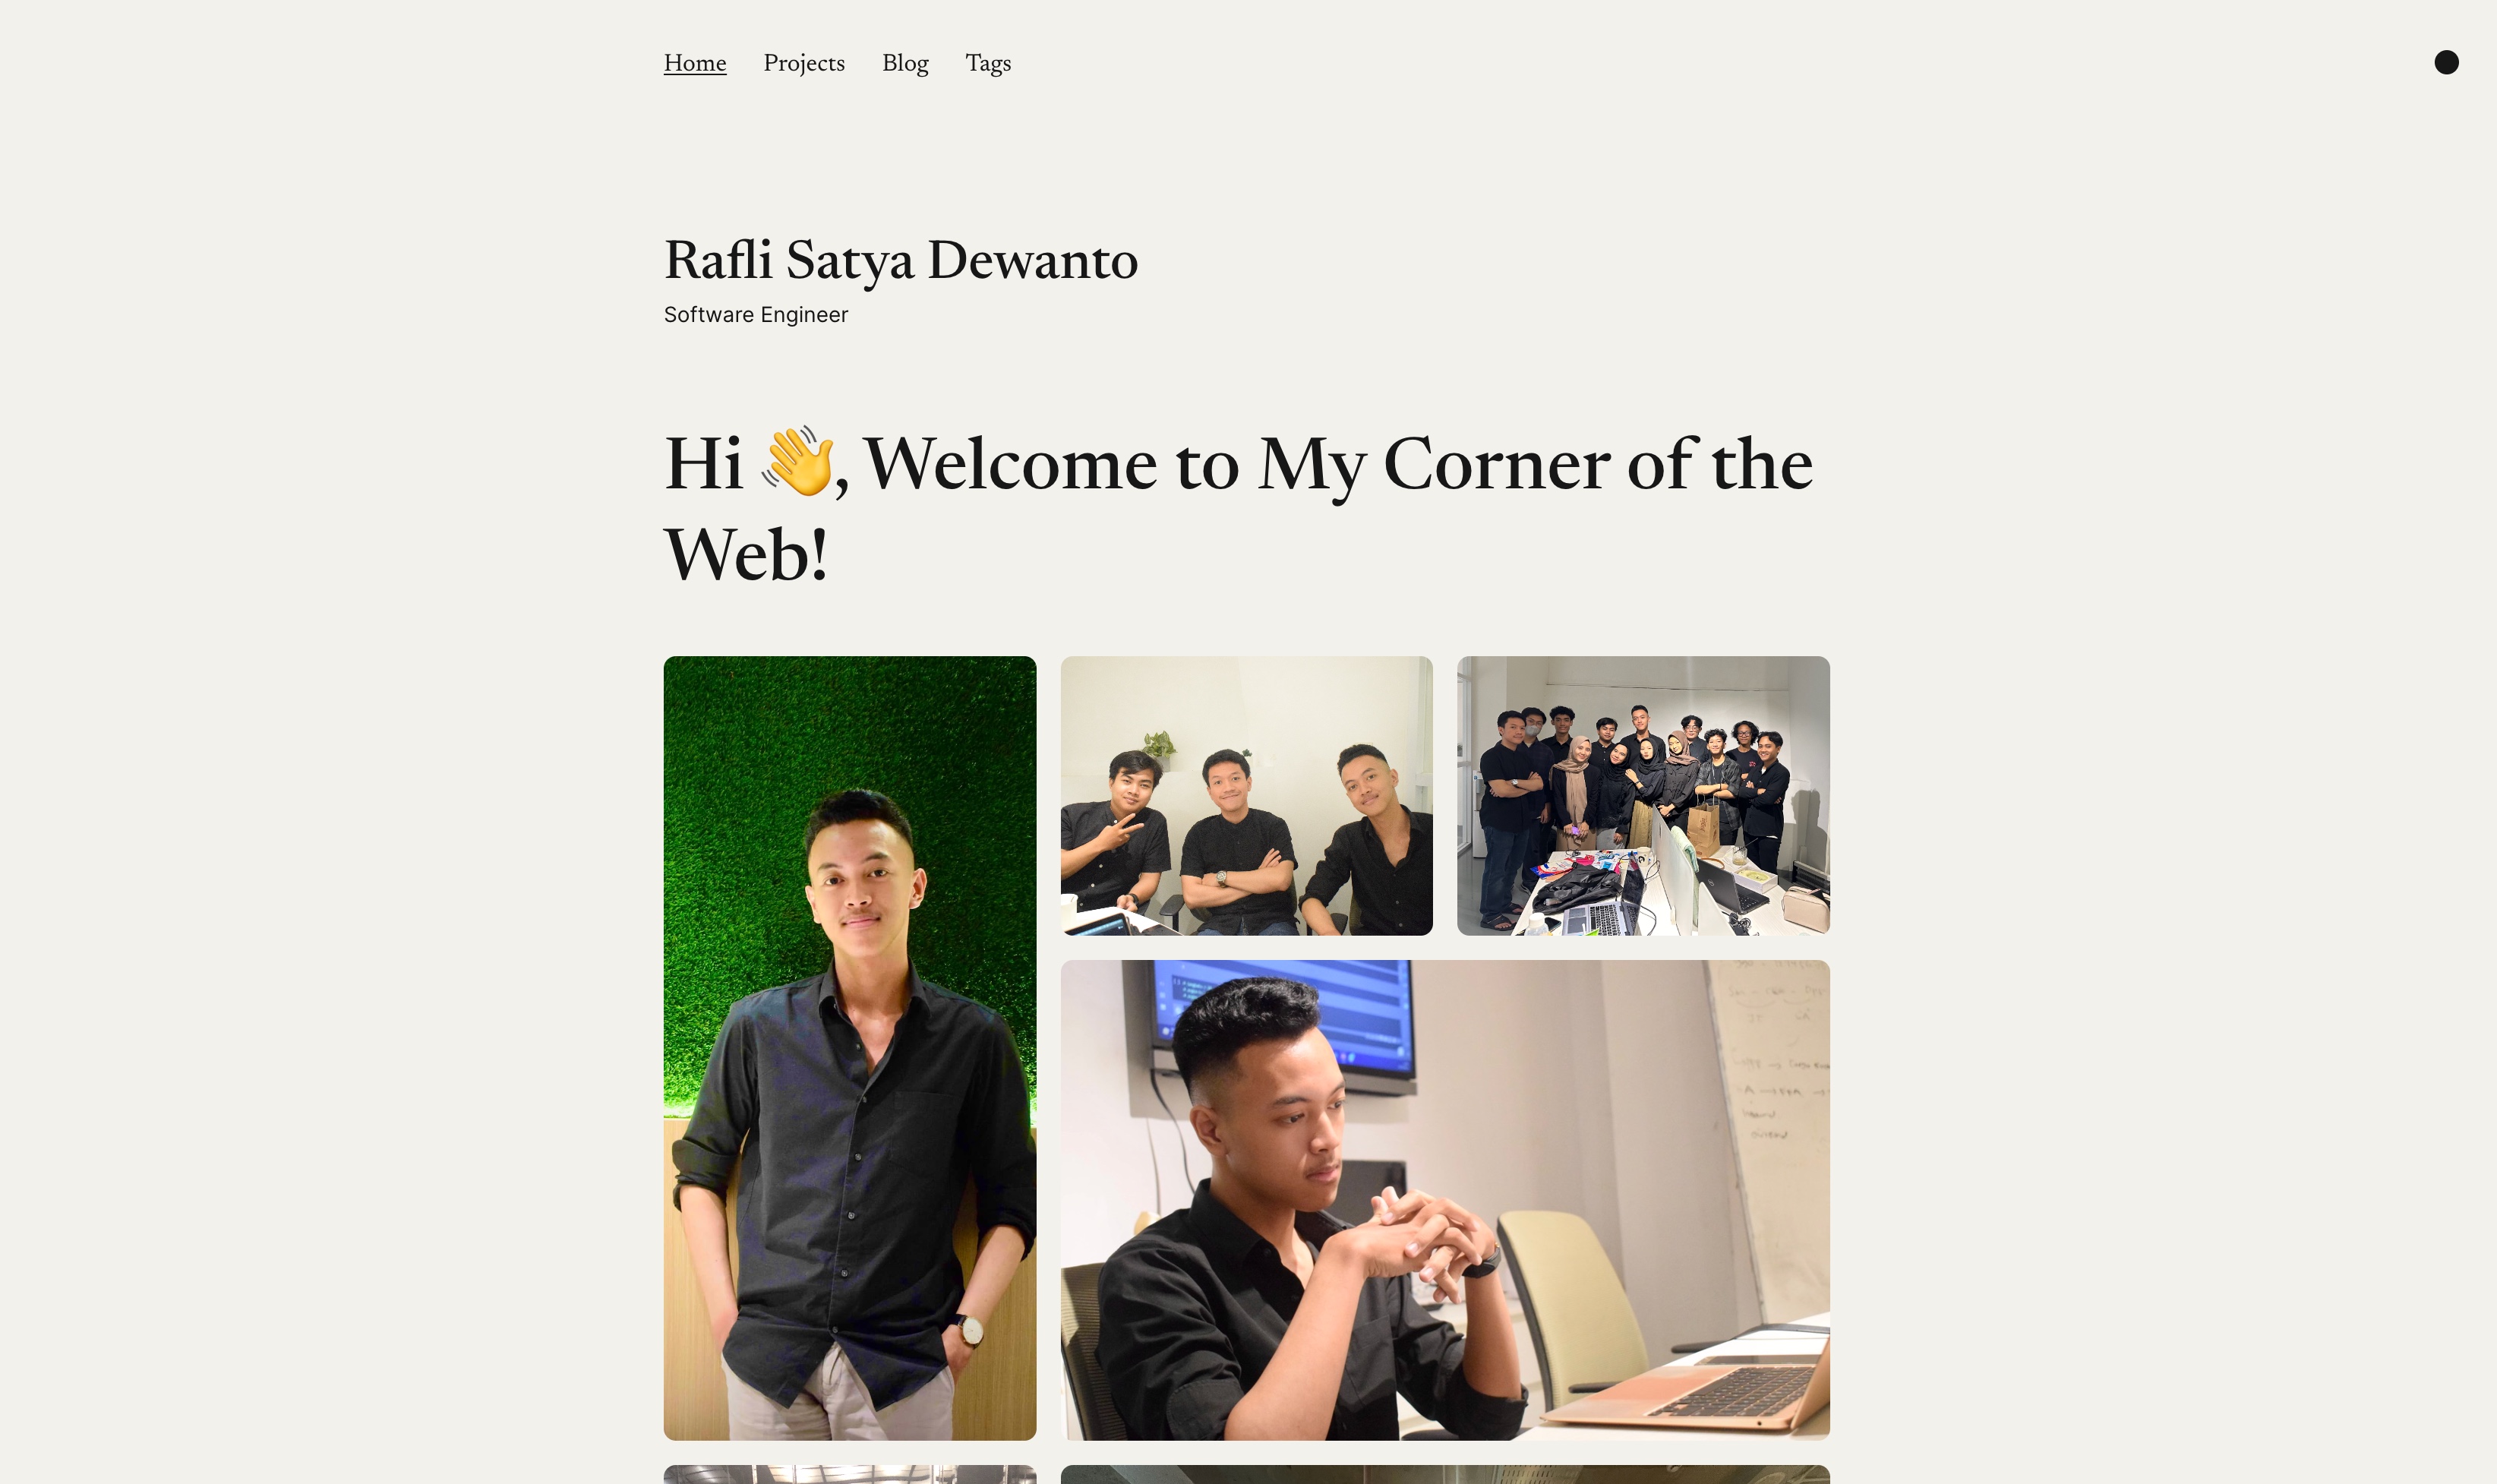 Home Projects Blog Tags
Rafli Satya Dewanto
Software Engineer
Hi 👋, Welcome to My Corner of the
Web!